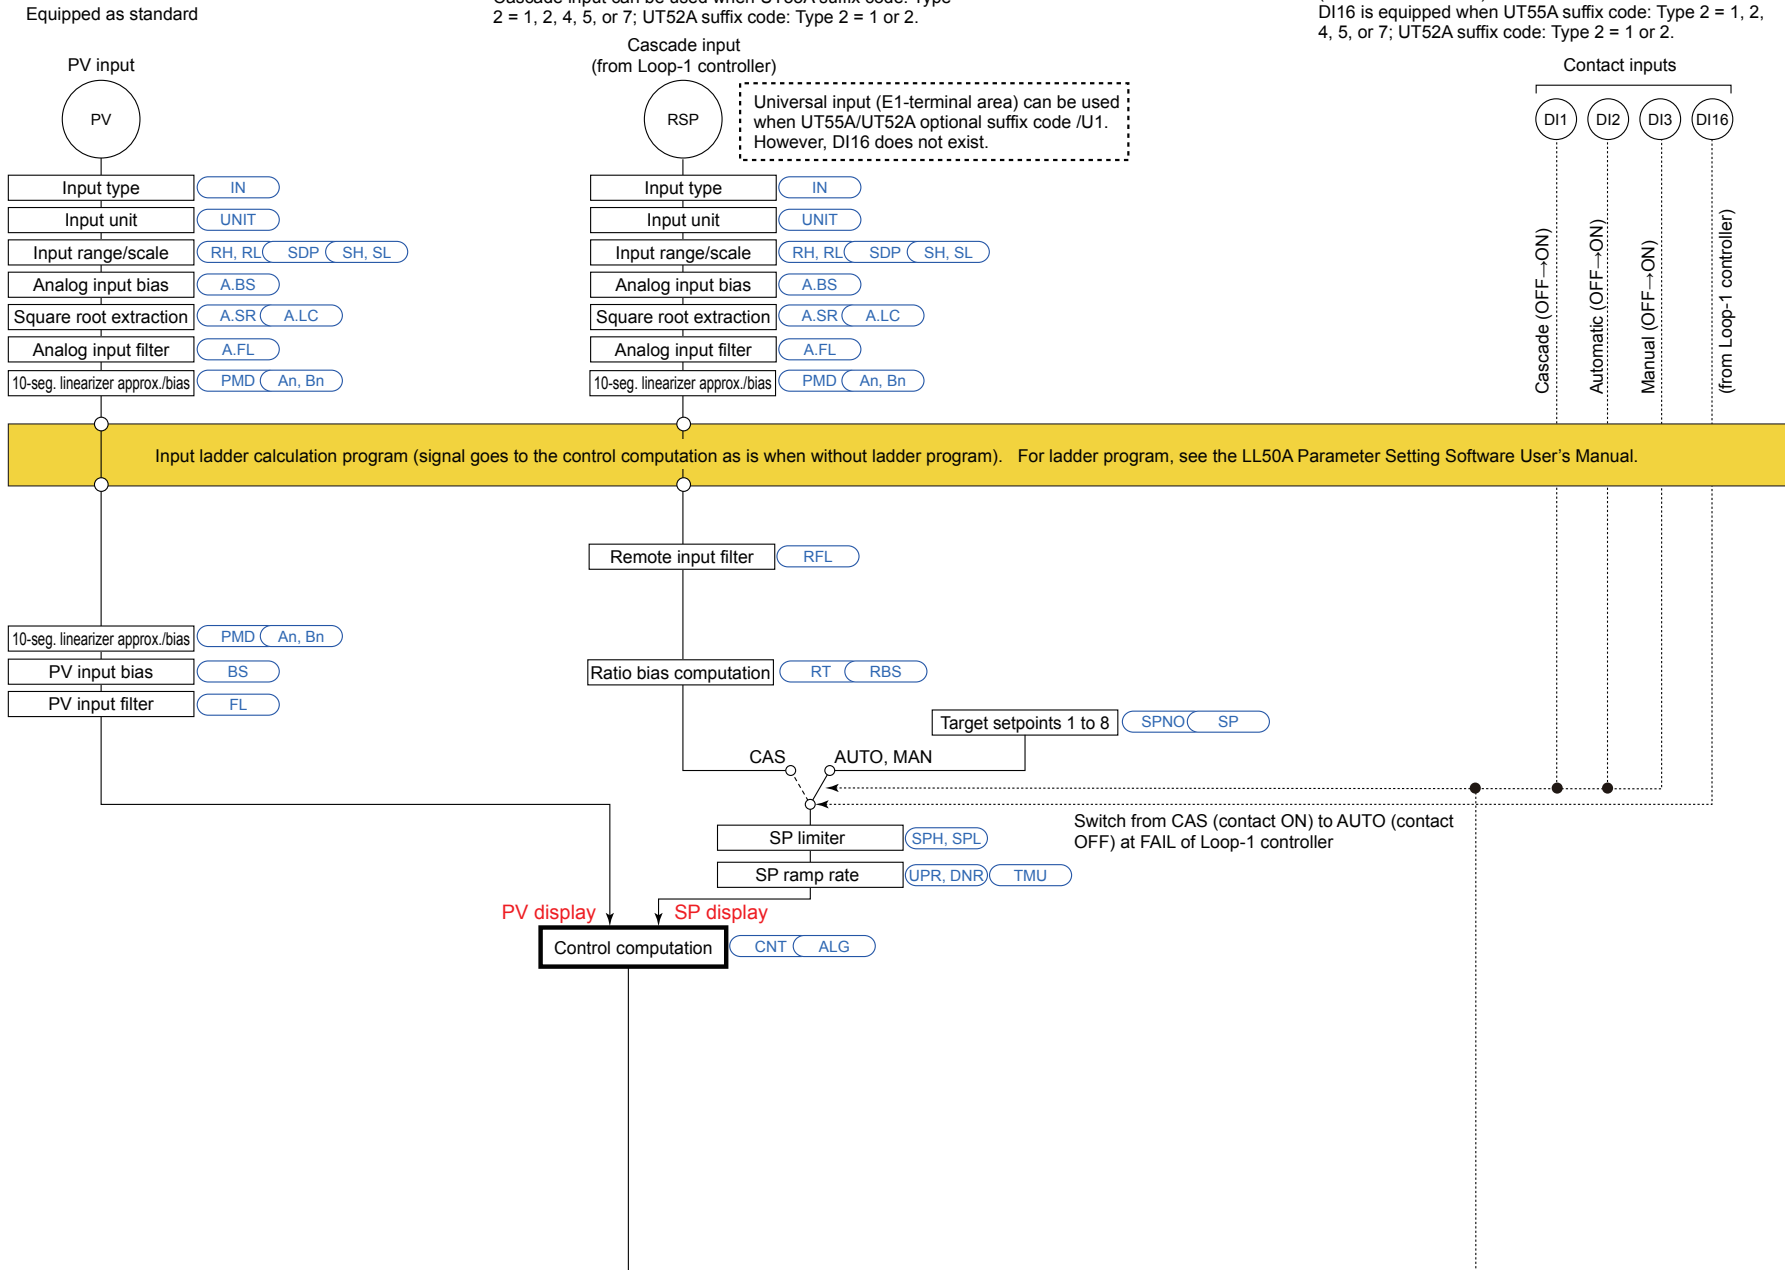 Equipped as standard
Cascade input can be used when UT55A suffix code: Type
2 = 1, 2, 4, 5, or 7; UT52A suffix code: Type 2 = 1 or 2.
DI16 is equipped when UT55A suffix code: Type 2 = 1, 2,
4, 5, or 7; UT52A suffix code: Type 2 = 1 or 2.
PV input
Cascade input
(from Loop-1 controller)
Contact inputs
PV
RSP
Universal input (E1-terminal area) can be used
when UT55A/UT52A optional suffix code /U1.
However, DI16 does not exist.
DI1 DI2 DI3 DI16
Input type IN
Input unit UNIT
Input range/scale RH, RL SDP SH, SL
Analog input bias A.BS
Square root extraction A.SR A.LC
Analog input filter A.FL
10-seg. linearizer approx./bias PMD An, Bn
Input type IN
Input unit UNIT
Input range/scale RH, RL SDP SH, SL
Analog input bias A.BS
Square root extraction A.SR A.LC
Analog input filter A.FL
10-seg. linearizer approx./bias PMD An, Bn
Cascade (OFF→ON)
Automatic (OFF→ON)
Manual (OFF→ON)
(from Loop-1 controller)
Input ladder calculation program (signal goes to the control computation as is when without ladder program). For ladder program, see the LL50A Parameter Setting Software User's Manual.
Remote input filter RFL
10-seg. linearizer approx./bias PMD An, Bn
PV input bias BS
PV input filter FL
Ratio bias computation RT RBS
Target setpoints 1 to 8 SPNO SP
CAS AUTO, MAN
Switch from CAS (contact ON) to AUTO (contact
OFF) at FAIL of Loop-1 controller
SP limiter SPH, SPL
SP ramp rate UPR, DNR TMU
PV display SP display
Control computation CNT ALG